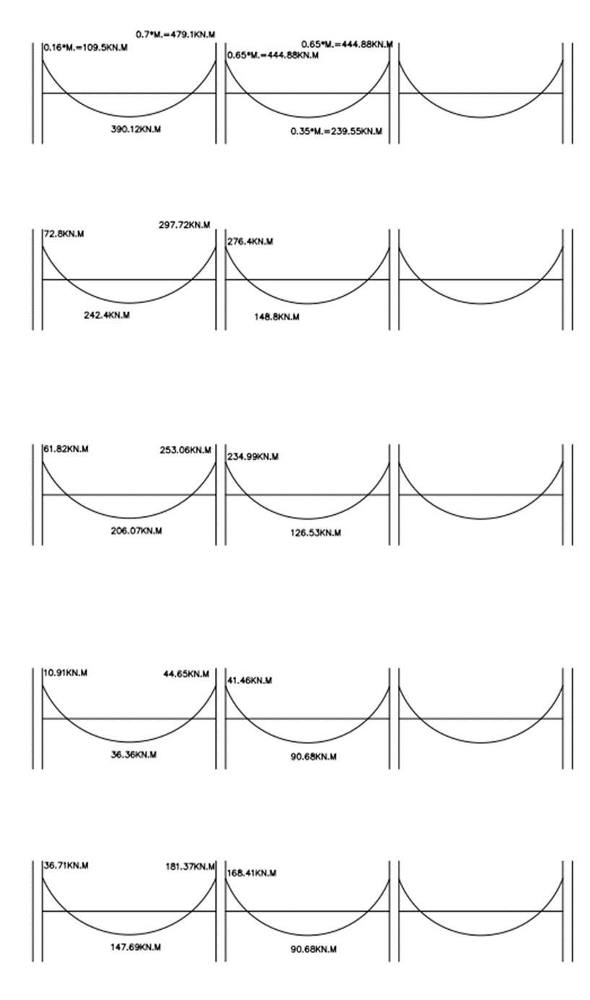 0.7*M.=479.1KN.M
0.16*M.=109.5KN.M
0.65*M.=444.88KN.M
0.65*M.=444.88KN.M
390.12KN.M
0.35*M.=239.55KN.M
297.72KN.M
72.8KN.M
276.4KN.M
242.4KN.M
148.8KN.M
61.82KN.M
253.06KN.M
234.99KN.M
206.07KN.M
126.53KN.M
10.91KN.M
44.65KN.M
41.46KN.M
36.36KN.M
90.68KN.M
36.71KN.M
181.37KN.M
168.41KN.M
147.69KN.M
90.68KN.M